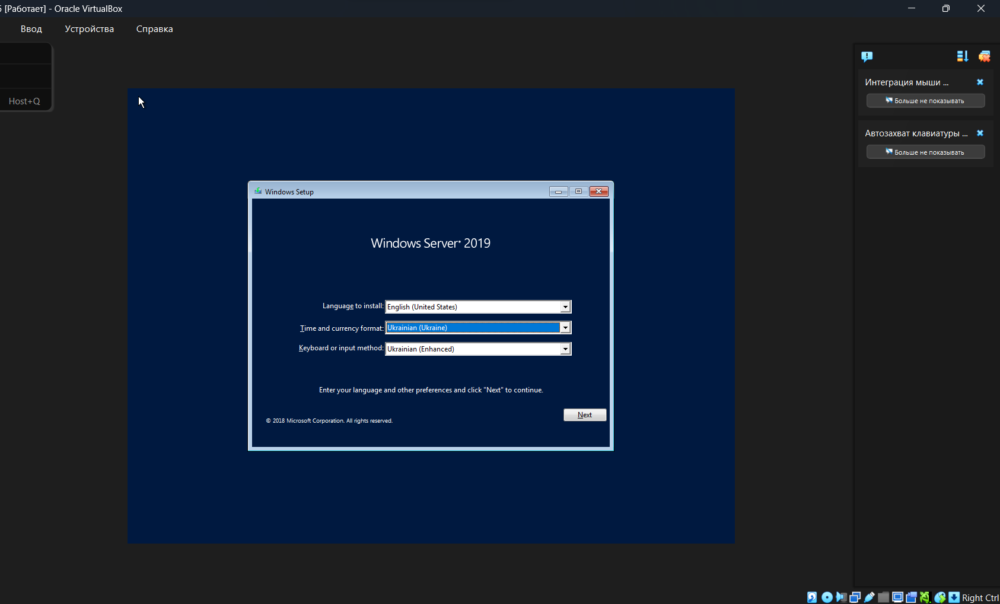 [Работает] - Oracle VirtualBox
Ввод Устройства Справка
Host+Q
Интеграция мыши ...
Больше не показывать
Автозахват клавиатуры ...
Больше не показывать
Windows Setup
Windows Server 2019
Language to install: English (United States)
Time and currency format: Ukrainian (Ukraine)
Keyboard or input method: Ukrainian (Enhanced)
Enter your language and other preferences and click "Next" to continue.
Next
© 2018 Microsoft Corporation. All rights reserved.
Right Ctrl